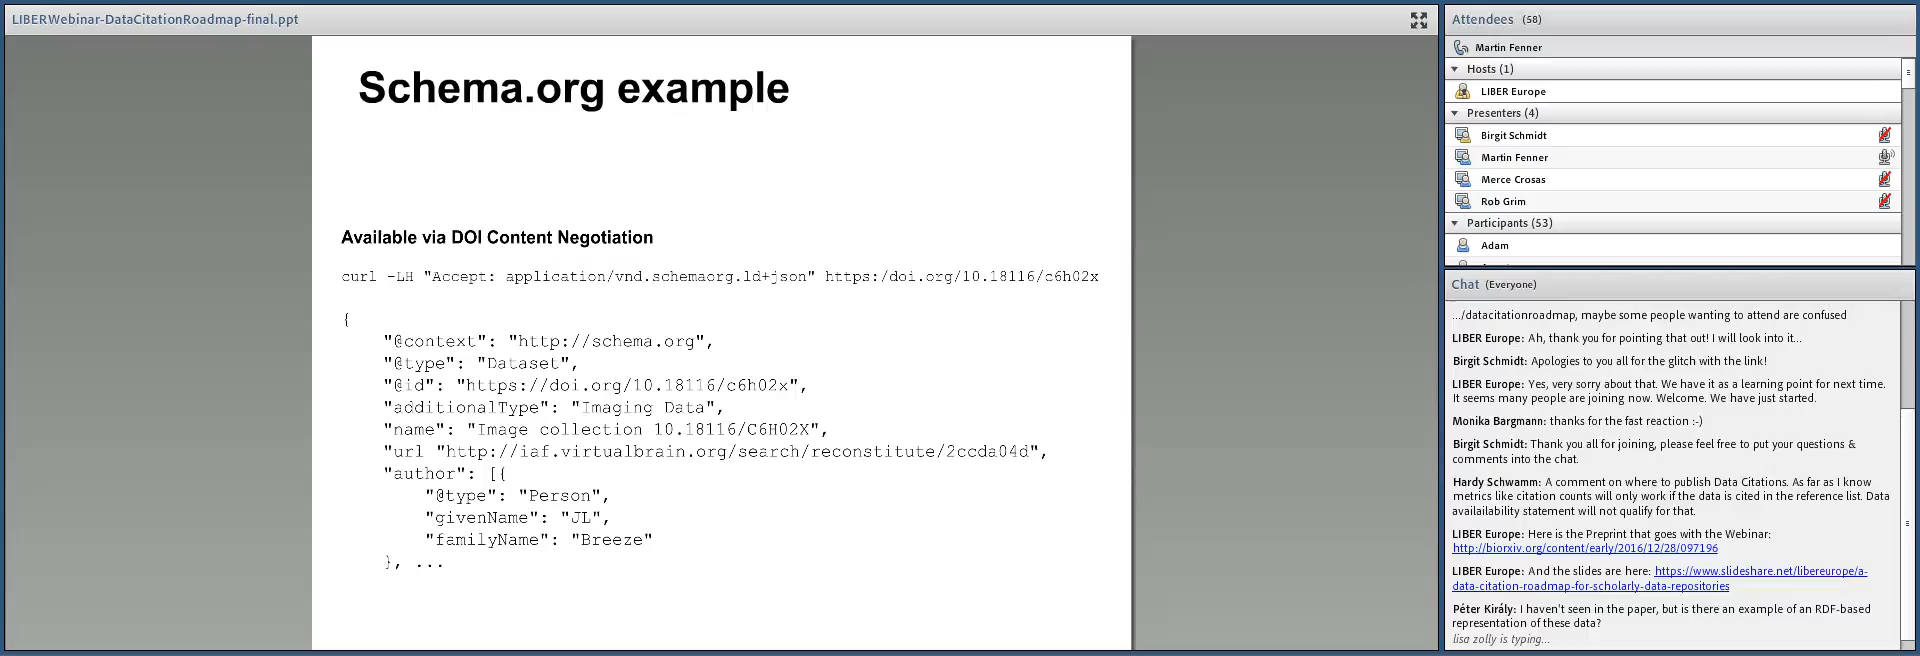 LIBERWebinar-DataCitationRoadmap-final.ppt
Schema.org example
Available via DOI Content Negotiation
curl -LH "Accept: application/vnd.schemaorg.ld+json" https:/doi.org/10.18116/c6h02x
{
"@context": "http://schema.org",
"@type": "Dataset",
"@id": "https://doi.org/10.18116/c6h02x",
"additionalType": "Imaging Data",
"name": "Image collection 10.18116/C6H02X",
"url "http://iaf.virtualbrain.org/search/reconstitute/2ccda04d",
"author": [{
"@type": "Person",
"givenName": "JL",
"familyName": "Breeze"
}, ...
Attendees (58)
Martin Fenner
Hosts (1)
LIBER Europe
Presenters (4)
Birgit Schmidt
Martin Fenner
Merce Crosas
Rob Grim
Participants (53)
Adam
Chat (Everyone)
.../datacitationroadmap, maybe some people wanting to attend are confused
LIBER Europe: Ah, thank you for pointing that out! I will look into it...
Birgit Schmidt: Apologies to you all for the glitch with the link!
LIBER Europe: Yes, very sorry about that. We have it as a learning point for next time.
It seems many people are joining now. Welcome. We have just started.
Monika Bargmann: thanks for the fast reaction :-)
Birgit Schmidt: Thank you all for joining, please feel free to put your questions &
comments into the chat.
Hardy Schwamm: A comment on where to publish Data Citations. As far as I know
metrics like citation counts will only work if the data is cited in the reference list. Data
availailability statement will not qualify for that.
LIBER Europe: Here is the Preprint that goes with the Webinar:
http://biorxiv.org/content/early/2016/12/28/097196
LIBER Europe: And the slides are here: https://www.slideshare.net/libereurope/a-
data-citation-roadmap-for-scholarly-data-repositories
Péter Király: I haven't seen in the paper, but is there an example of an RDF-based
representation of these data?
lisa zolly is typing...